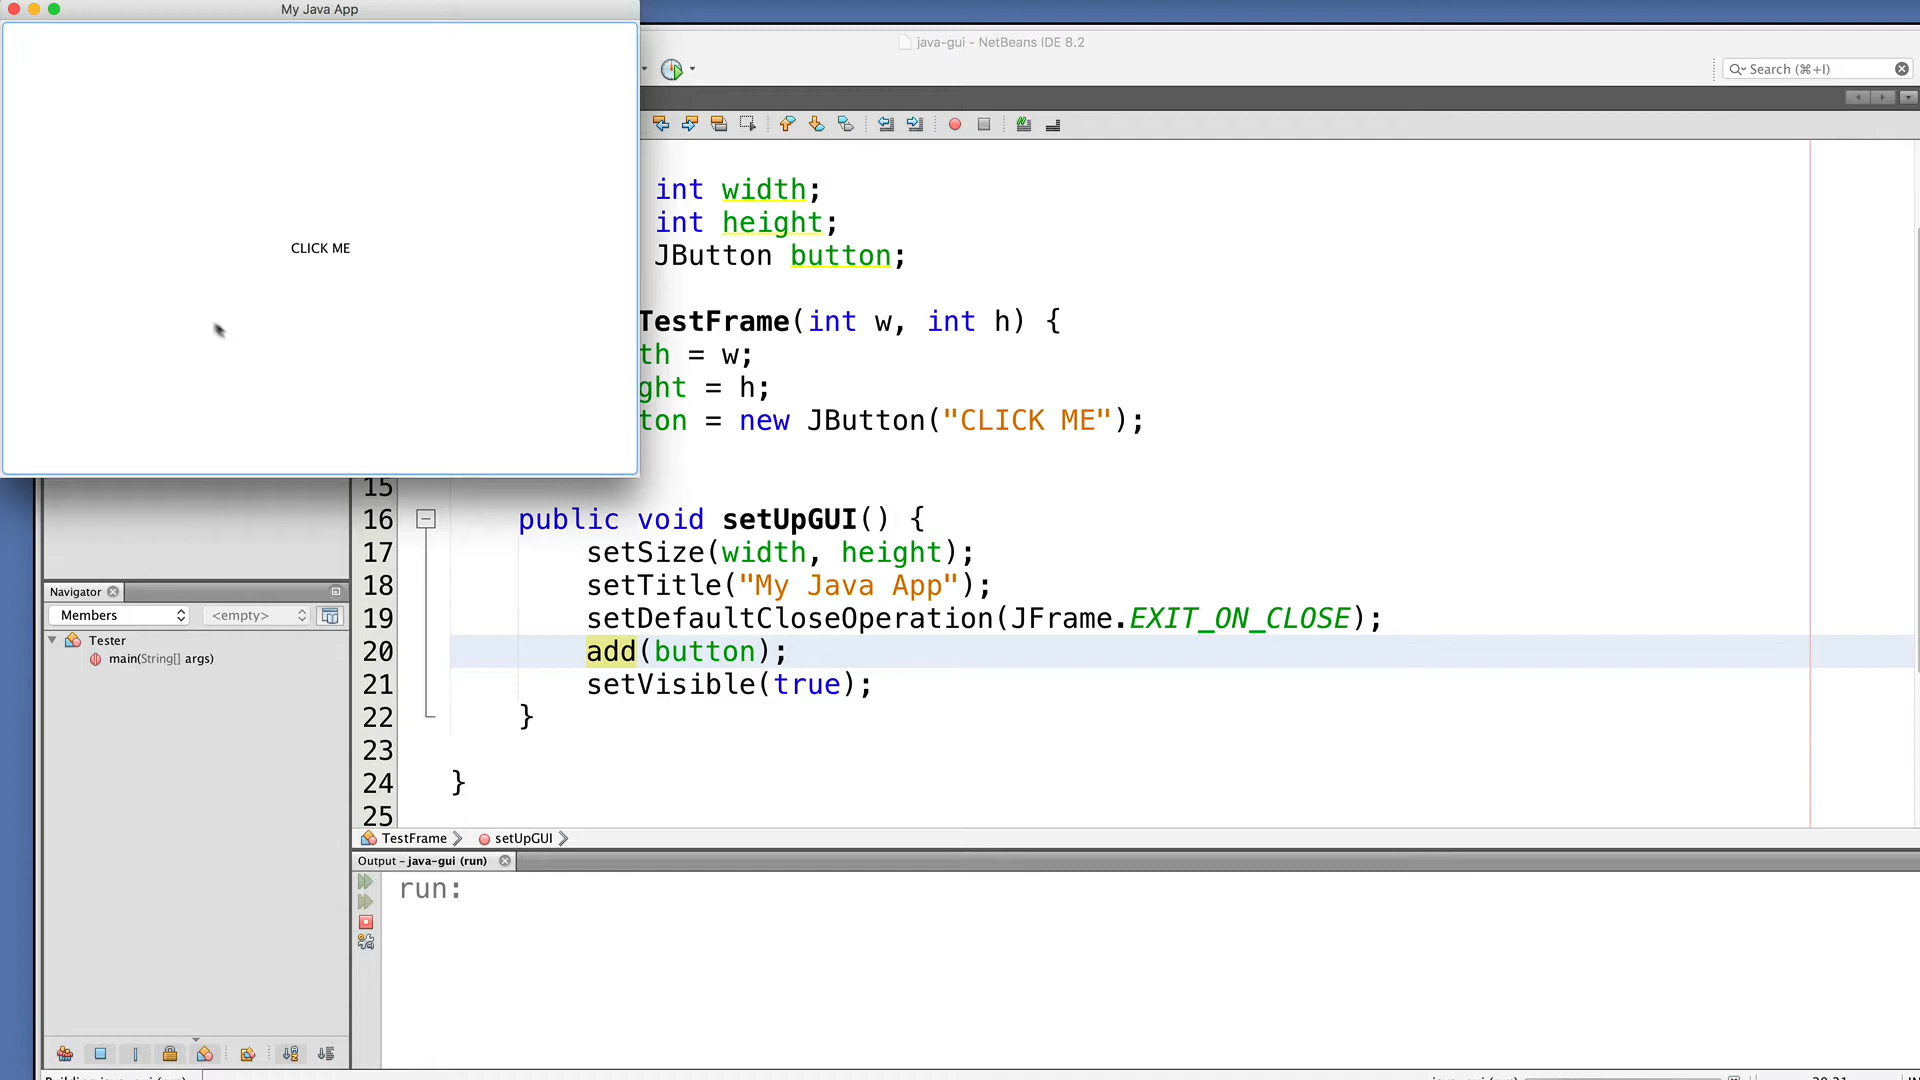 My Java App
java-gui - NetBeans IDE 8.2
Search (⌘+I)
CLICK ME
int width;
int height;
JButton button;
TestFrame(int w, int h) {
th = w;
ght = h;
ton = new JButton("CLICK ME");
15
16 public void setUpGUI() {
17 setSize(width, height);
18 setTitle("My Java App");
19 setDefaultCloseOperation(JFrame.EXIT_ON_CLOSE);
20 add(button);
21 setVisible(true);
22 }
23
24 }
25
Navigator
Members
<empty>
Tester
main(String[] args)
TestFrame
setUpGUI
Output - java-gui (run)
run: